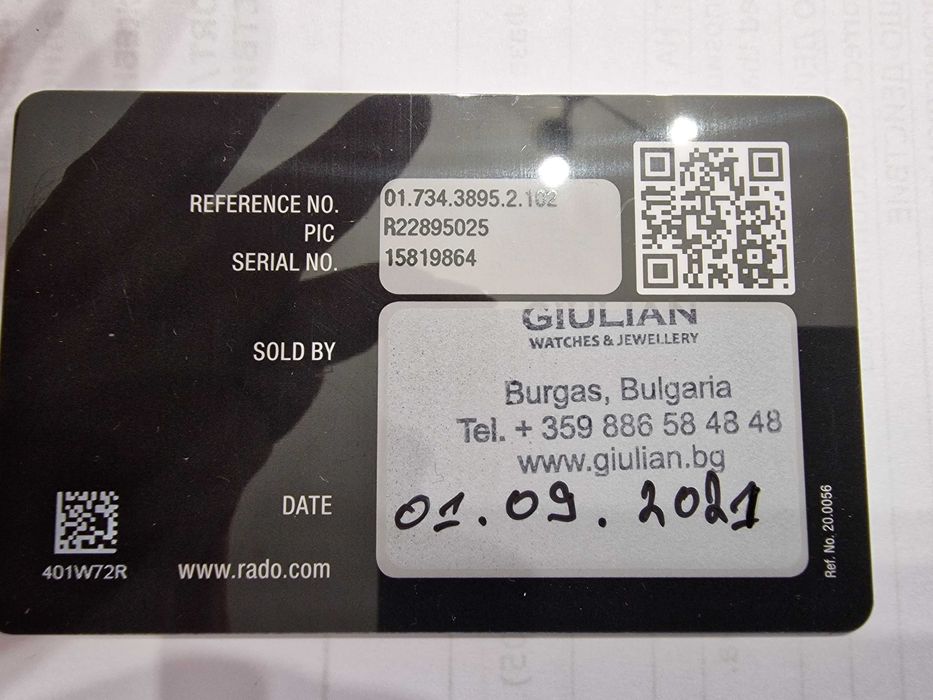 REFERENCE NO. 01.734.3895.2.102
PIC R22895025
SERIAL NO. 15819864
SOLD BY
GIULIAN
WATCHES & JEWELLERY
Burgas, Bulgaria
Tel. + 359 886 58 48 48
www.giulian.bg
DATE 01.09.2021
401W72R
www.rado.com
Ref. No. 20.0056